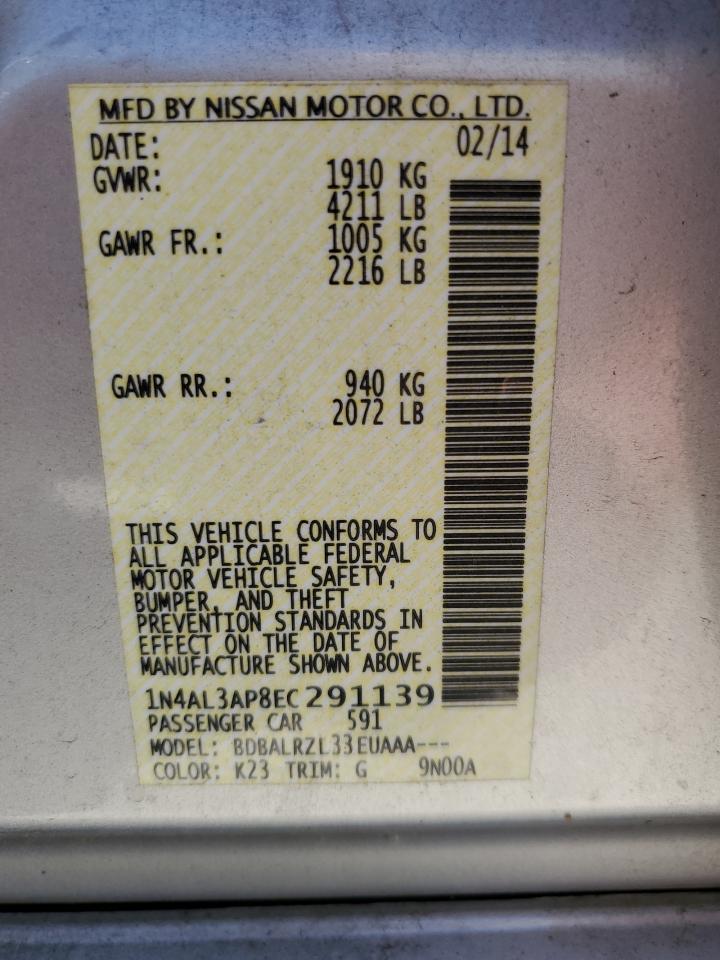 MFD BY NISSAN MOTOR CO., LTD.
DATE: 02/14
GVWR: 1910 KG
4211 LB
GAWR FR.: 1005 KG
2216 LB
GAWR RR.: 940 KG
2072 LB
THIS VEHICLE CONFORMS TO
ALL APPLICABLE FEDERAL
MOTOR VEHICLE SAFETY,
BUMPER, AND THEFT
PREVENTION STANDARDS IN
EFFECT ON THE DATE OF
MANUFACTURE SHOWN ABOVE.
1N4AL3AP8EC291139
PASSENGER CAR 591
MODEL: BDBALRZL33EUAAA---
COLOR: K23 TRIM: G 9N00A